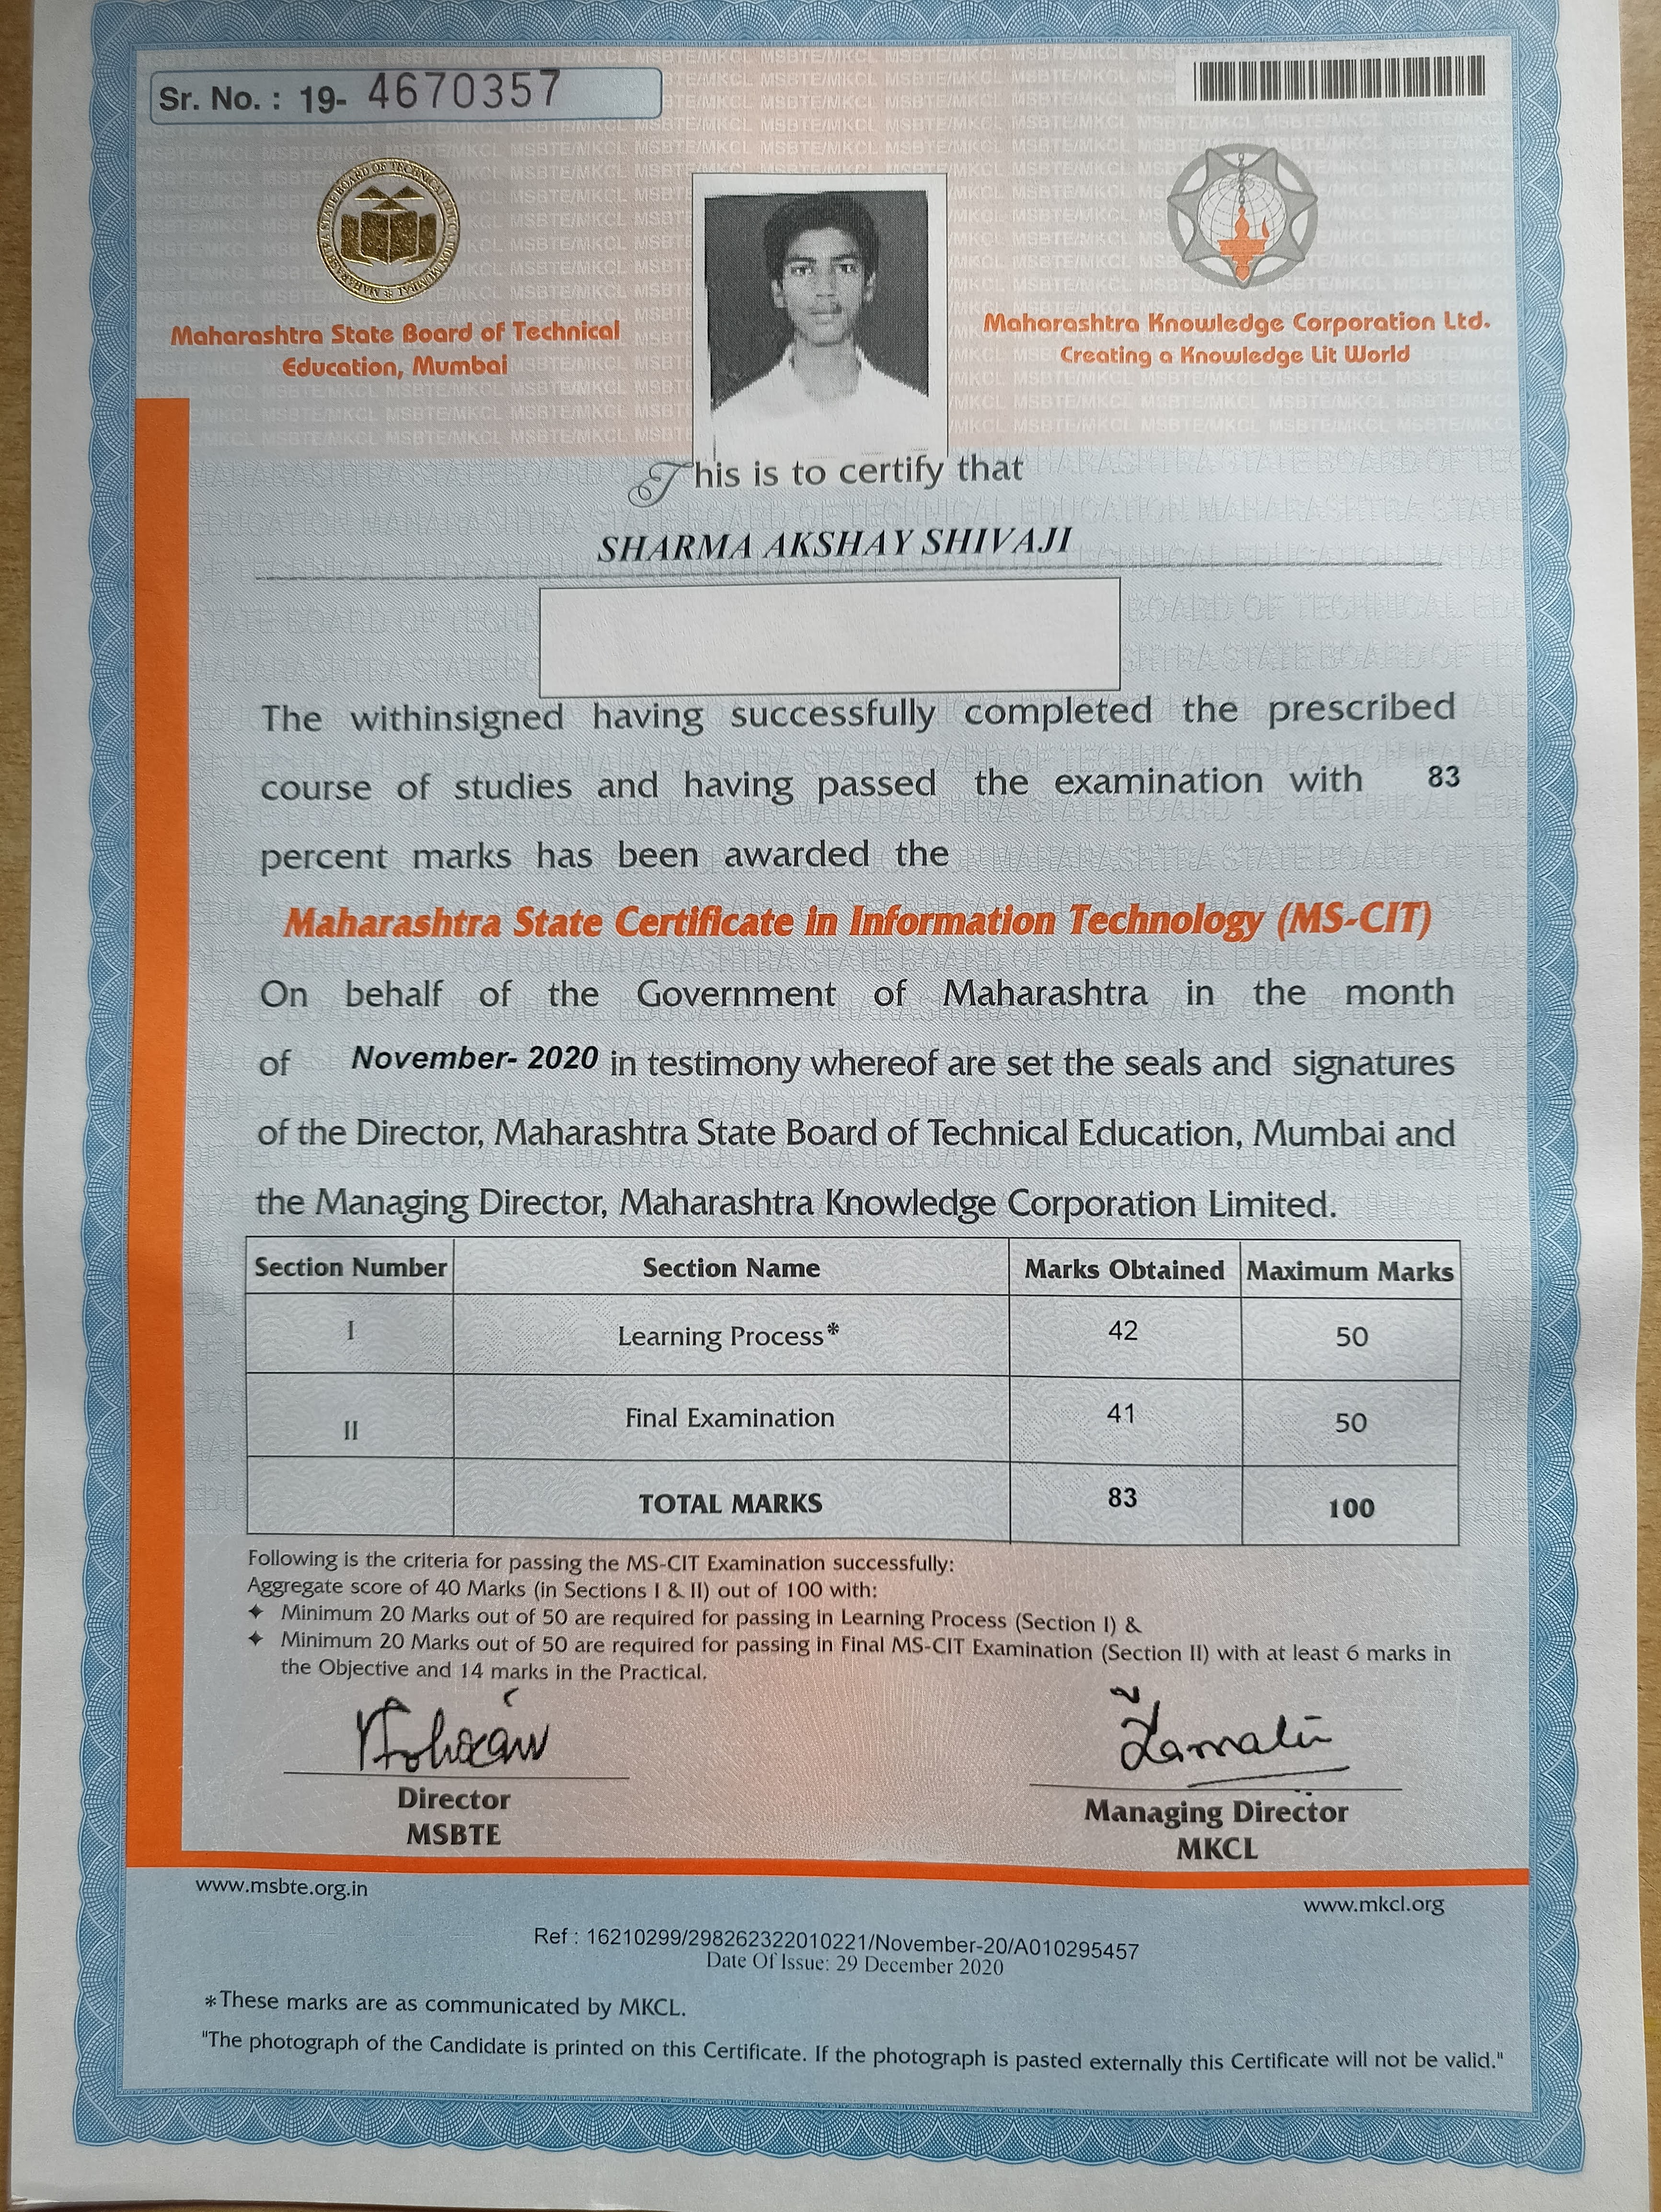 Sr. No. : 19- 4670357
MAHARASHTRA STATE BOARD OF TECHNICAL EDUCATION MUMBAI
Maharashtra State Board of Technical
Education, Mumbai
Maharashtra Knowledge Corporation Ltd.
Creating a Knowledge Lit World
This is to certify that
SHARMA AKSHAY SHIVAJI
The withinsigned having successfully completed the prescribed
course of studies and having passed the examination with 83
percent marks has been awarded the
Maharashtra State Certificate in Information Technology (MS-CIT)
On behalf of the Government of Maharashtra in the month
of November- 2020 in testimony whereof are set the seals and signatures
of the Director, Maharashtra State Board of Technical Education, Mumbai and
the Managing Director, Maharashtra Knowledge Corporation Limited.
Section Number Section Name Marks Obtained Maximum Marks
I Learning Process* 42 50
II Final Examination 41 50
TOTAL MARKS 83 100
Following is the criteria for passing the MS-CIT Examination successfully:
Aggregate score of 40 Marks (in Sections I & II) out of 100 with:
✦ Minimum 20 Marks out of 50 are required for passing in Learning Process (Section I) &
✦ Minimum 20 Marks out of 50 are required for passing in Final MS-CIT Examination (Section II) with at least 6 marks in
the Objective and 14 marks in the Practical.
Director
MSBTE
Managing Director
MKCL
www.msbte.org.in
www.mkcl.org
Ref : 16210299/298262322010221/November-20/A010295457
Date Of Issue: 29 December 2020
*These marks are as communicated by MKCL.
"The photograph of the Candidate is printed on this Certificate. If the photograph is pasted externally this Certificate will not be valid."